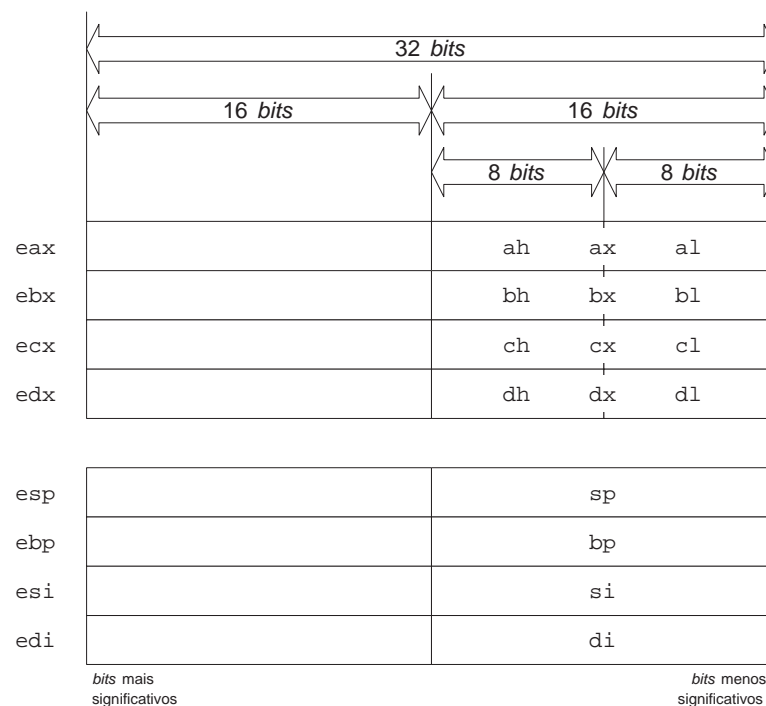 32 bits
16 bits 16 bits
8 bits 8 bits
eax ah ax al
ebx bh bx bl
ecx ch cx cl
edx dh dx dl
esp sp
ebp bp
esi si
edi di
bits mais bits menos
significativos significativos